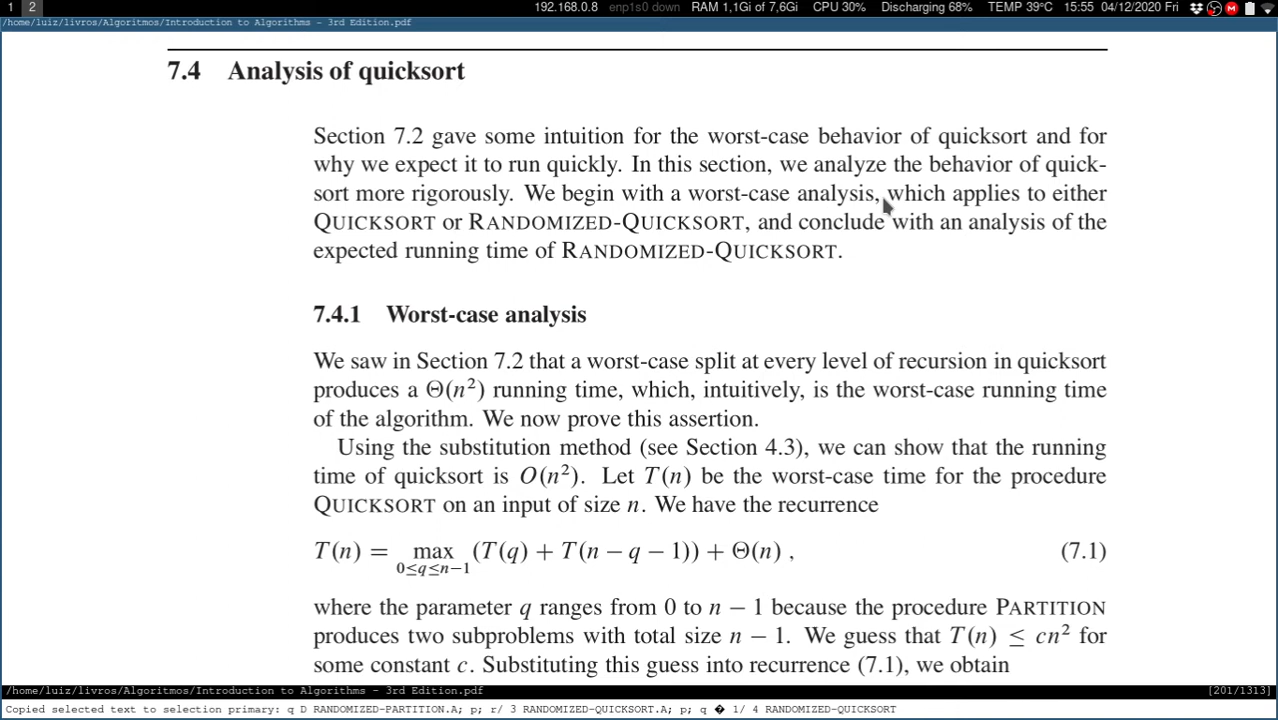 1 2 192.168.0.8 enp1s0 down RAM 1,1Gi of 7,6Gi CPU 30% Discharging 68% TEMP 39°C 15:55 04/12/2020 Fri
/home/luiz/livros/Algoritmos/Introduction to Algorithms - 3rd Edition.pdf
7.4 Analysis of quicksort
Section 7.2 gave some intuition for the worst-case behavior of quicksort and for
why we expect it to run quickly. In this section, we analyze the behavior of quick-
sort more rigorously. We begin with a worst-case analysis, which applies to either
QUICKSORT or RANDOMIZED-QUICKSORT, and conclude with an analysis of the
expected running time of RANDOMIZED-QUICKSORT.
7.4.1 Worst-case analysis
We saw in Section 7.2 that a worst-case split at every level of recursion in quicksort
produces a Θ(n²) running time, which, intuitively, is the worst-case running time
of the algorithm. We now prove this assertion.
Using the substitution method (see Section 4.3), we can show that the running
time of quicksort is O(n²). Let T(n) be the worst-case time for the procedure
QUICKSORT on an input of size n. We have the recurrence
T(n) = max (T(q) + T(n − q − 1)) + Θ(n) , (7.1)
0≤q≤n−1
where the parameter q ranges from 0 to n − 1 because the procedure PARTITION
produces two subproblems with total size n − 1. We guess that T(n) ≤ cn² for
some constant c. Substituting this guess into recurrence (7.1), we obtain
/home/luiz/livros/Algoritmos/Introduction to Algorithms - 3rd Edition.pdf [201/1313]
Copied selected text to selection primary: q D RANDOMIZED-PARTITION.A; p; r/ 3 RANDOMIZED-QUICKSORT.A; p; q � 1/ 4 RANDOMIZED-QUICKSORT